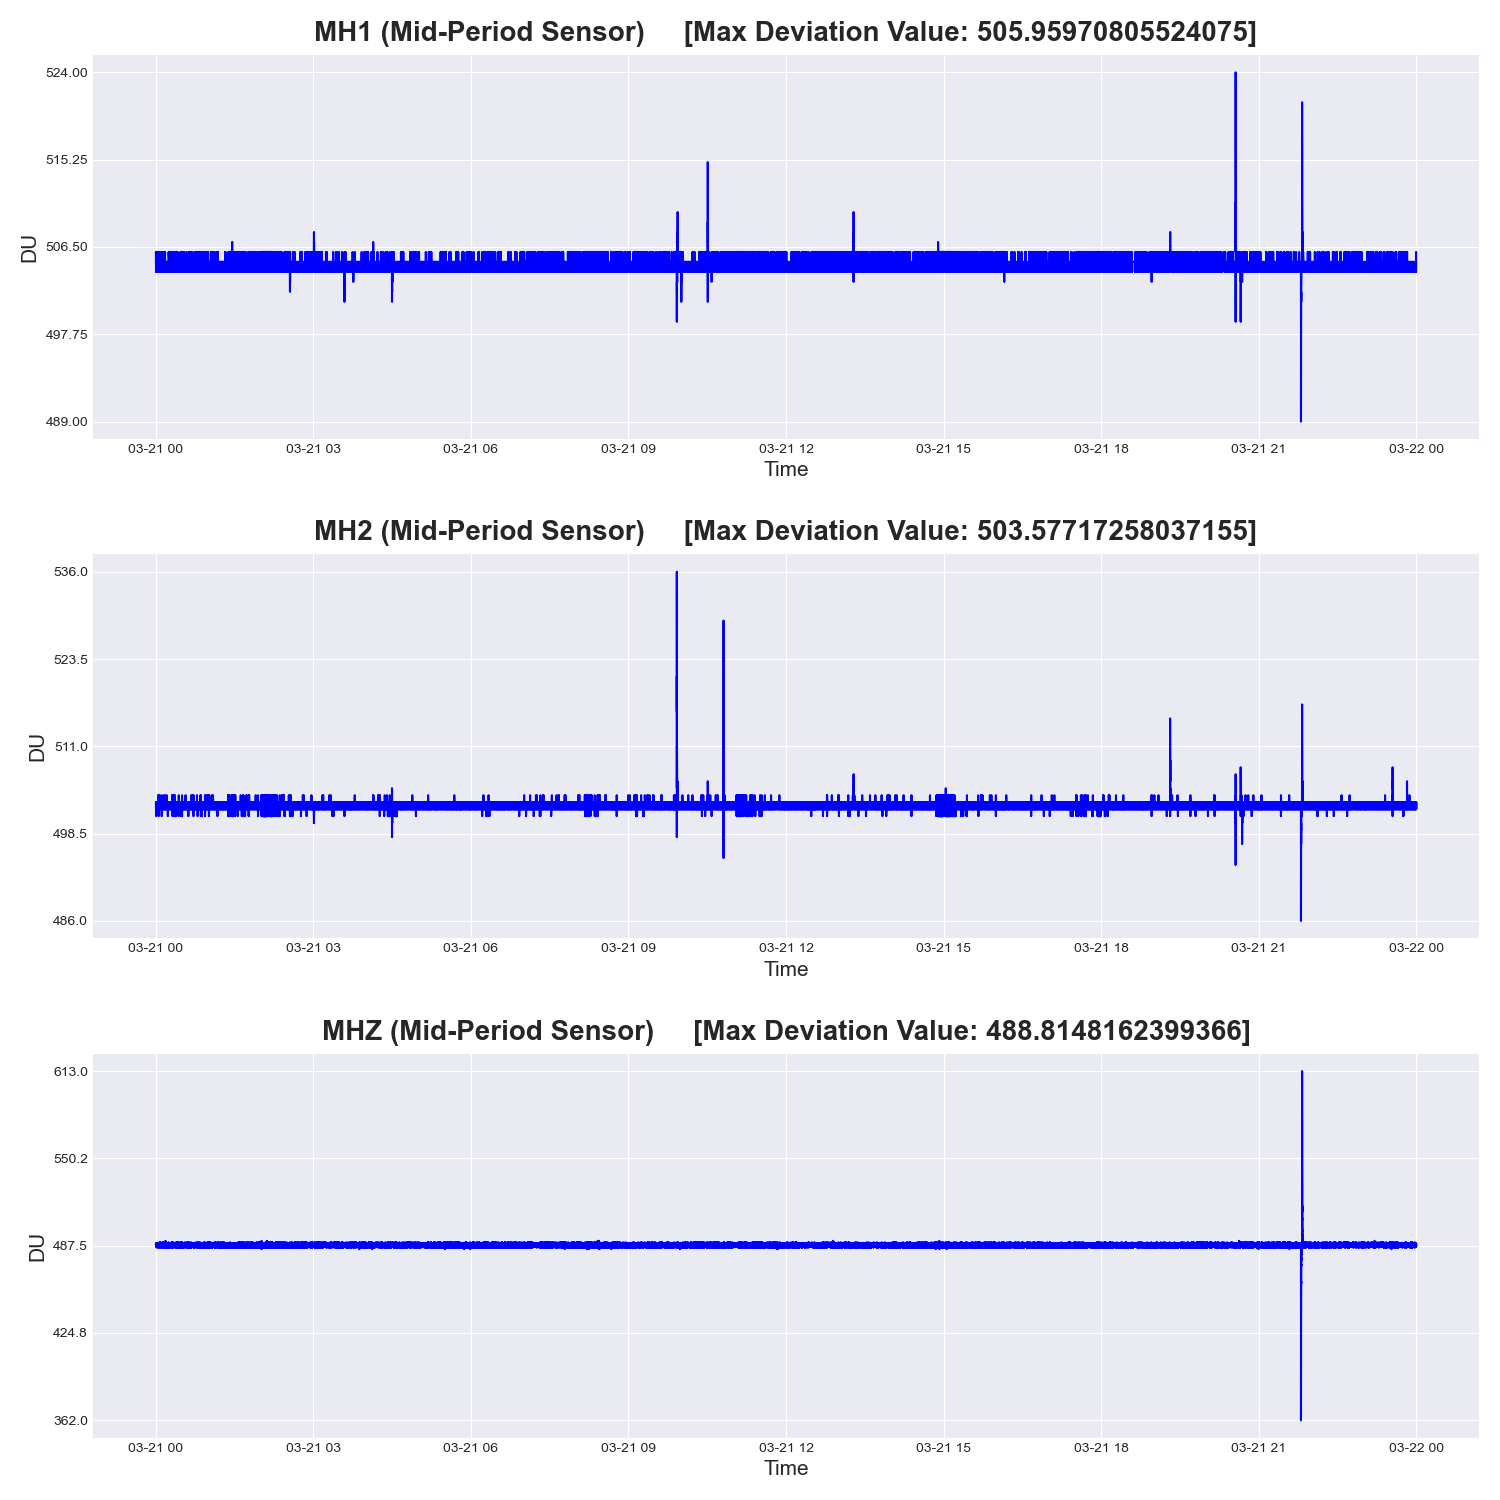 MH1 (Mid-Period Sensor) [Max Deviation Value: 505.95970805524075]
524.00
515.25
506.50
497.75
489.00
DU
03-21 00 03-21 03 03-21 06 03-21 09 03-21 12 03-21 15 03-21 18 03-21 21 03-22 00
Time
MH2 (Mid-Period Sensor) [Max Deviation Value: 503.57717258037155]
536.0
523.5
511.0
498.5
486.0
DU
03-21 00 03-21 03 03-21 06 03-21 09 03-21 12 03-21 15 03-21 18 03-21 21 03-22 00
Time
MHZ (Mid-Period Sensor) [Max Deviation Value: 488.8148162399366]
613.0
550.2
487.5
424.8
362.0
DU
03-21 00 03-21 03 03-21 06 03-21 09 03-21 12 03-21 15 03-21 18 03-21 21 03-22 00
Time